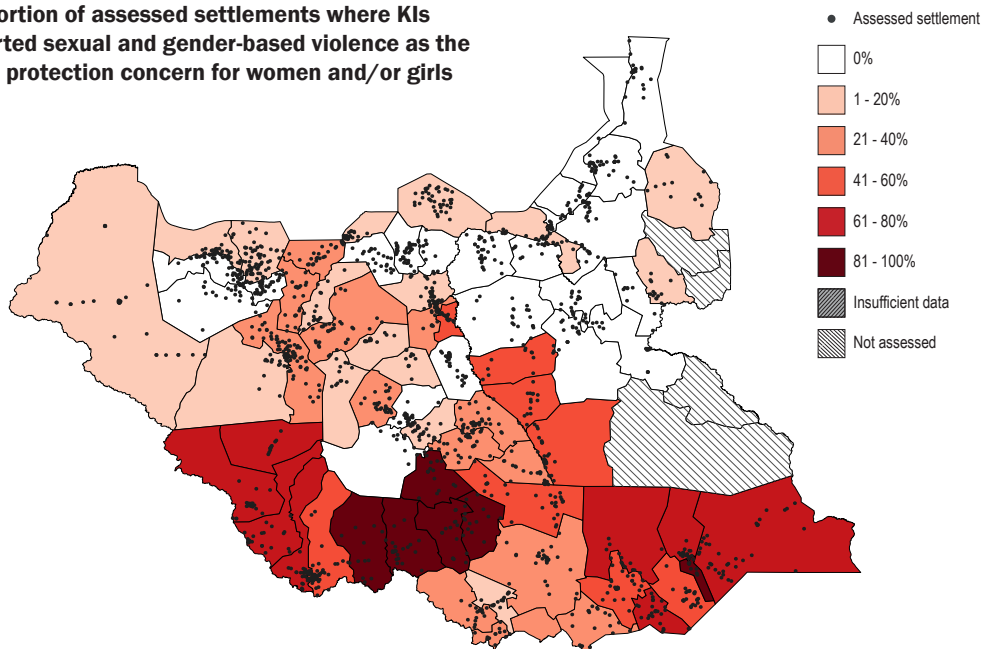 ortion of assessed settlements where KIs
rted sexual and gender-based violence as the
protection concern for women and/or girls
Assessed settlement
0%
1 - 20%
21 - 40%
41 - 60%
61 - 80%
81 - 100%
Insufficient data
Not assessed